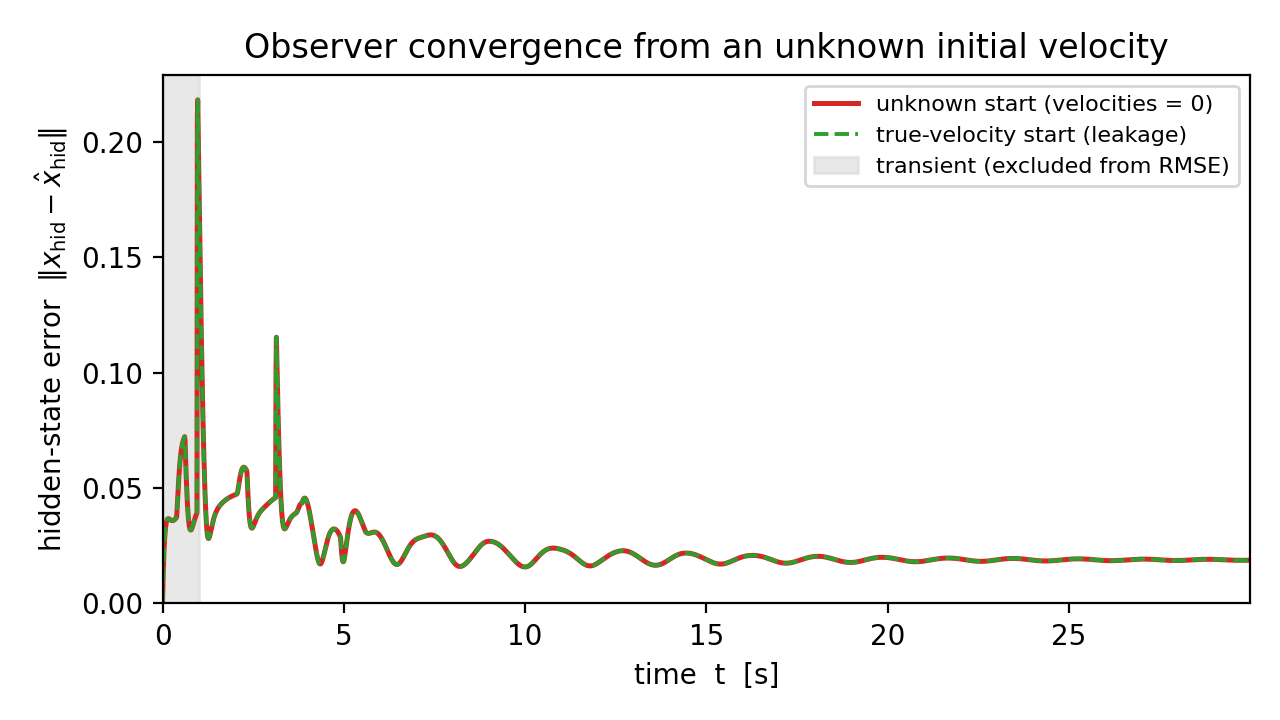 Observer convergence from an unknown initial velocity
hidden-state error ‖x_hid − x̂_hid‖
0.20
0.15
0.10
0.05
0.00
unknown start (velocities = 0)
true-velocity start (leakage)
transient (excluded from RMSE)
0 5 10 15 20 25
time t [s]